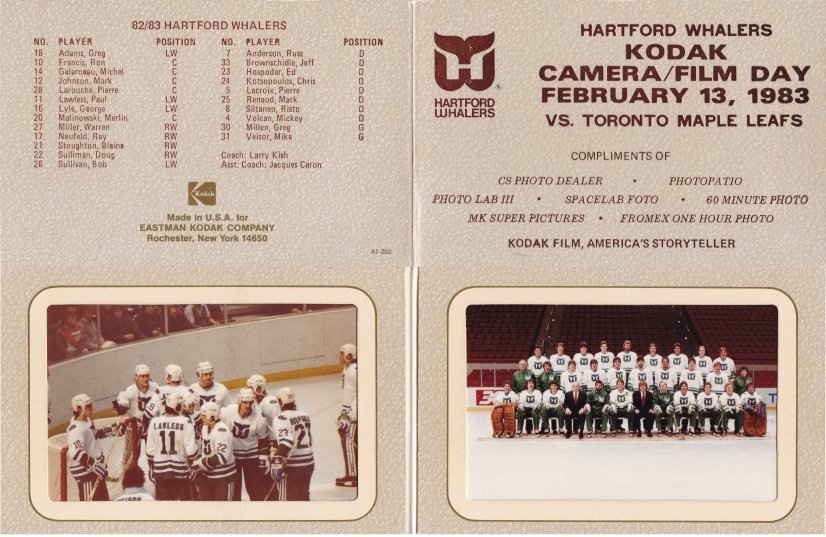 82/83 HARTFORD WHALERS
NO. PLAYER POSITION NO. PLAYER POSITION
18 Adams, Greg LW 7 Anderson, Russ D
10 Francis, Ron C 33 Brownschidle, Jeff D
14 Galarneau, Michel C 23 Hospodar, Ed D
12 Johnson, Mark C 24 Kotsopoulos, Chris D
28 Larouche, Pierre C 5 Lacroix, Pierre D
11 Lawless, Paul LW 25 Renaud, Mark D
16 Lyle, George LW 8 Siltanen, Risto D
20 Malinowski, Merlin C 4 Volcan, Mickey D
27 Miller, Warren RW 30 Millen, Greg G
17 Neufeld, Ray RW 31 Veisor, Mike G
21 Stoughton, Blaine RW
22 Sulliman, Doug RW Coach: Larry Kish
26 Sullivan, Bob LW Asst. Coach: Jacques Caron
Kodak
Made in U.S.A. for
EASTMAN KODAK COMPANY
Rochester, New York 14650
A7-202
HARTFORD WHALERS
KODAK
CAMERA/FILM DAY
FEBRUARY 13, 1983
VS. TORONTO MAPLE LEAFS
HARTFORD
WHALERS
COMPLIMENTS OF
CS PHOTO DEALER • PHOTOPATIO
PHOTO LAB III • SPACELAB FOTO • 60 MINUTE PHOTO
MK SUPER PICTURES • FROMEX ONE HOUR PHOTO
KODAK FILM, AMERICA'S STORYTELLER
10
LAWLESS
11
22
23